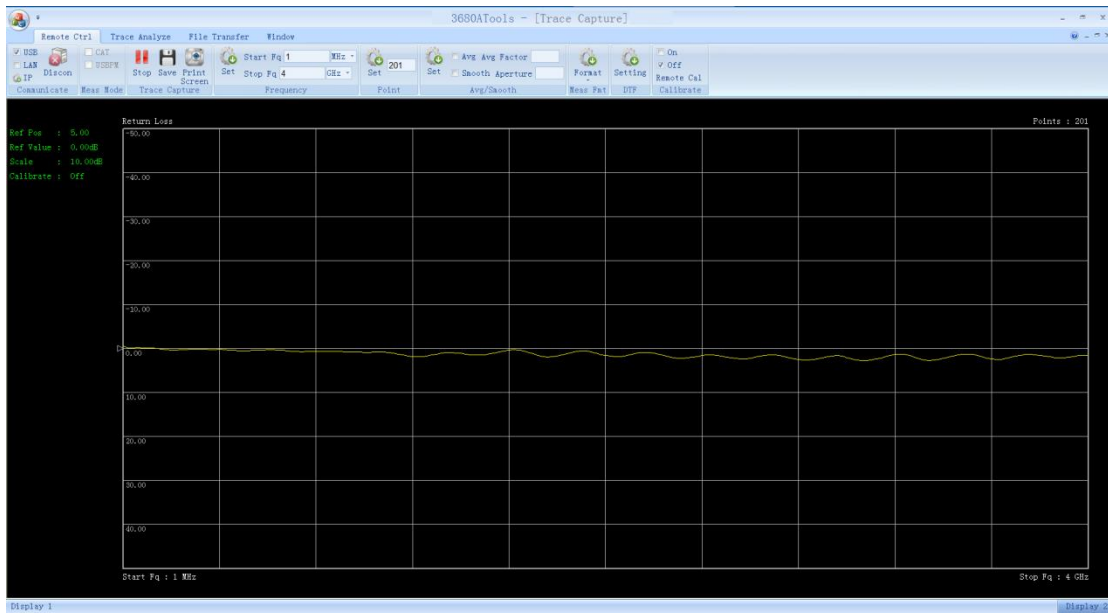 3680ATools - [Trace Capture]
Remote Ctrl Trace Analyze File Transfer Window
USB CAT Start Fq 1 MHz Avg Avg Factor On
LAN USBPM 201 Off
IP Discon Stop Save Print Screen Set Stop Fq 4 GHz Set Set Smooth Aperture Format Setting Remote Cal
Communicate Meas Mode Trace Capture Frequency Point Avg/Smooth Meas Fmt DTF Calibrate
Return Loss Points : 201
Ref Pos : 5.00
Ref Value : 0.00dB
Scale : 10.00dB
Calibrate : Off
-50.00
-40.00
-30.00
-20.00
-10.00
0.00
10.00
20.00
30.00
40.00
Start Fq : 1 MHz Stop Fq : 4 GHz
Display 1 Display 2